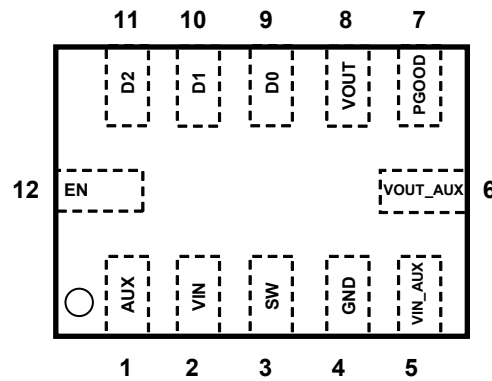 11 10 9 8 7
D2 D1 D0 VOUT PGOOD
12 EN VOUT_AUX 6
AUX VIN SW GND VIN_AUX
1 2 3 4 5